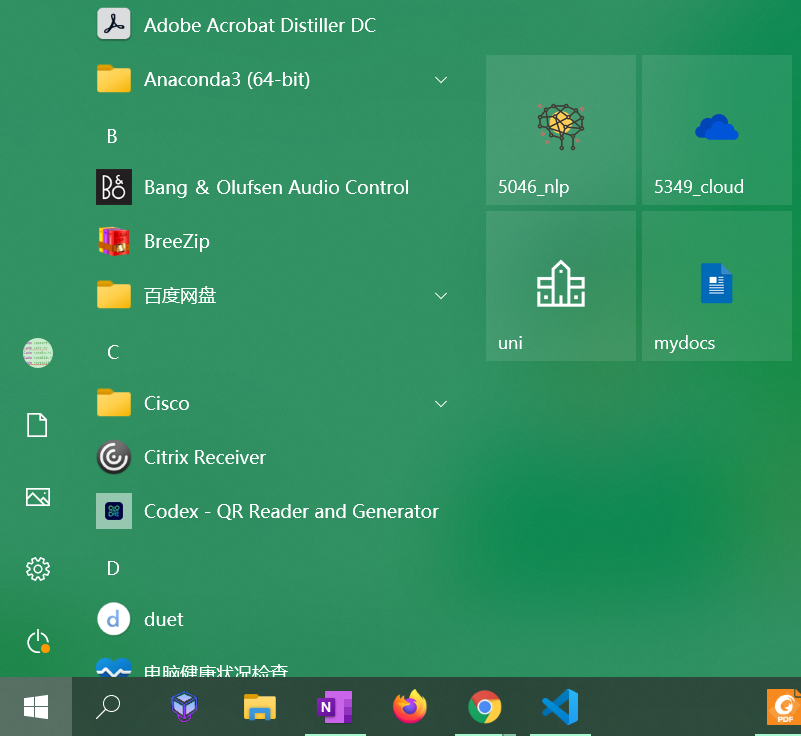 Adobe Acrobat Distiller DC
Anaconda3 (64-bit)
B
B&O
Bang & Olufsen Audio Control
BreeZip
百度网盘
C
Cisco
Citrix Receiver
Codex - QR Reader and Generator
D
d
duet
电脑健康状况检查
5046_nlp
5349_cloud
uni
mydocs
N
PDF